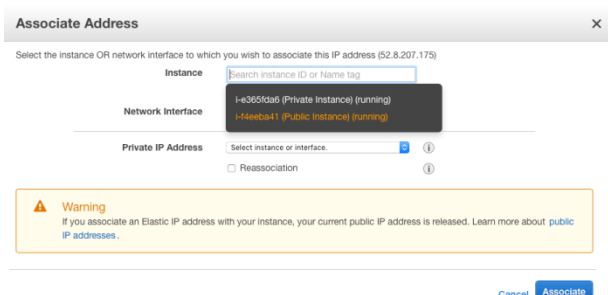 Associate Address
Select the instance OR network interface to which you wish to associate this IP address (52.8.207.175)
Instance
Search instance ID or Name tag
i-e365fda6 (Private Instance) (running)
i-f4eeba41 (Public Instance) (running)
Network Interface
Private IP Address
Select instance or interface.
Reassociation
Warning
If you associate an Elastic IP address with your instance, your current public IP address is released. Learn more about public
IP addresses.
Cancel Associate